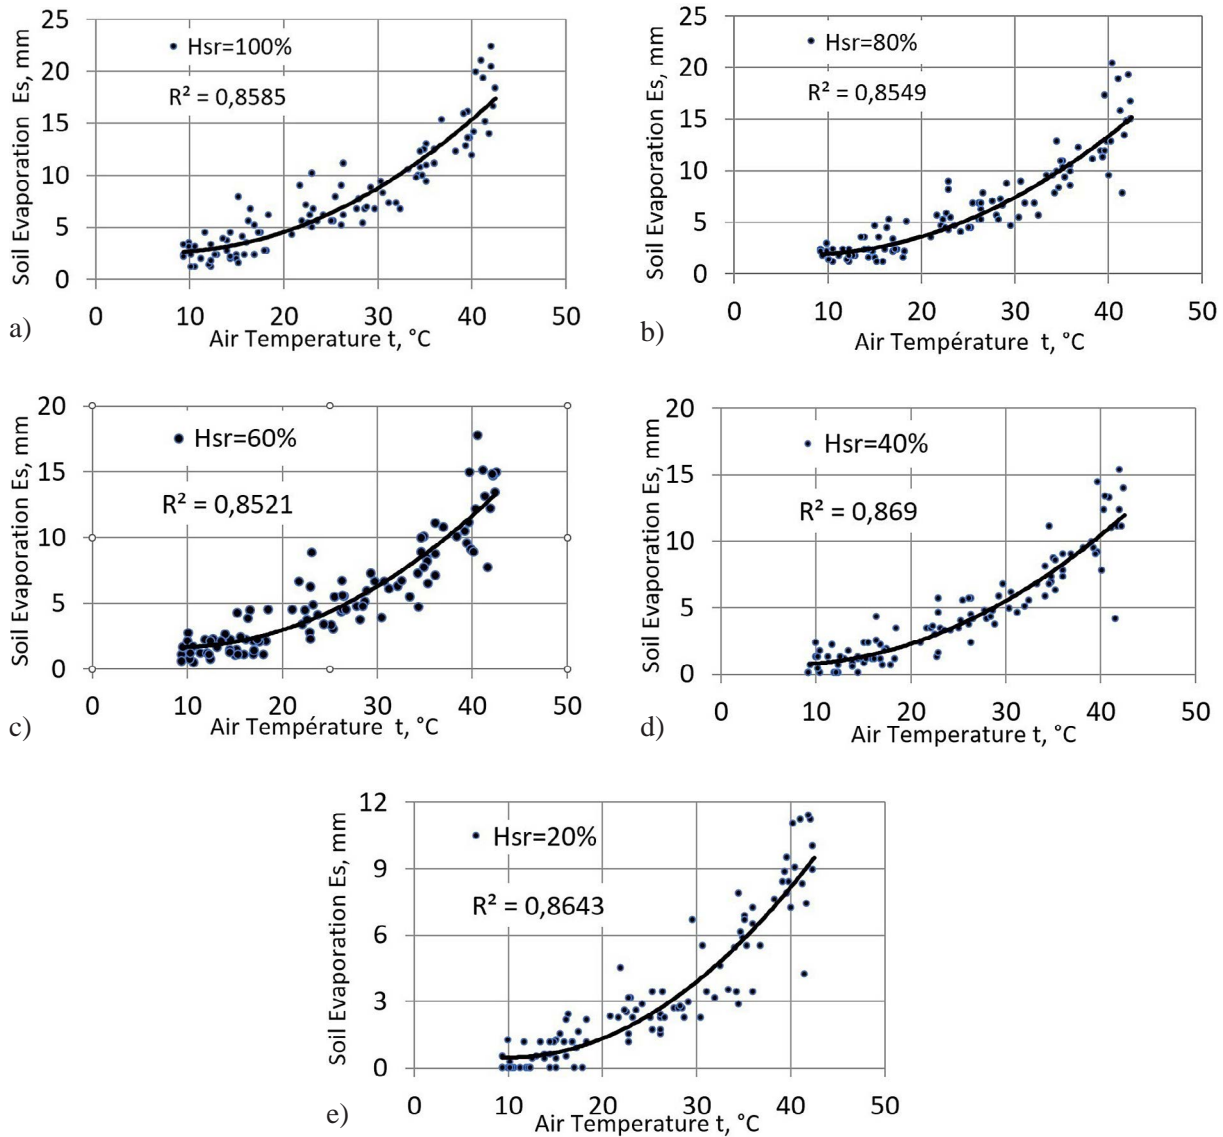 25
20
15
10
5
0
Soil Evaporation Es, mm
Hsr=100%
R² = 0,8585
0 10 20 30 40 50
Air Temperature t, °C
a)
25
20
15
10
5
0
Soil Evaporation Es, mm
Hsr=80%
R² = 0,8549
0 10 20 30 40 50
Air Température t, °C
b)
20
15
10
5
0
Soil Evaporation Es, mm
Hsr=60%
R² = 0,8521
0 10 20 30 40 50
Air Température t, °C
c)
20
15
10
5
0
Soil Evaporation Es, mm
Hsr=40%
R² = 0,869
0 10 20 30 40 50
Air Temperature t, °C
d)
12
9
6
3
0
Soil Evaporation Es, mm
Hsr=20%
R² = 0,8643
0 10 20 30 40 50
Air Temperature t, °C
e)